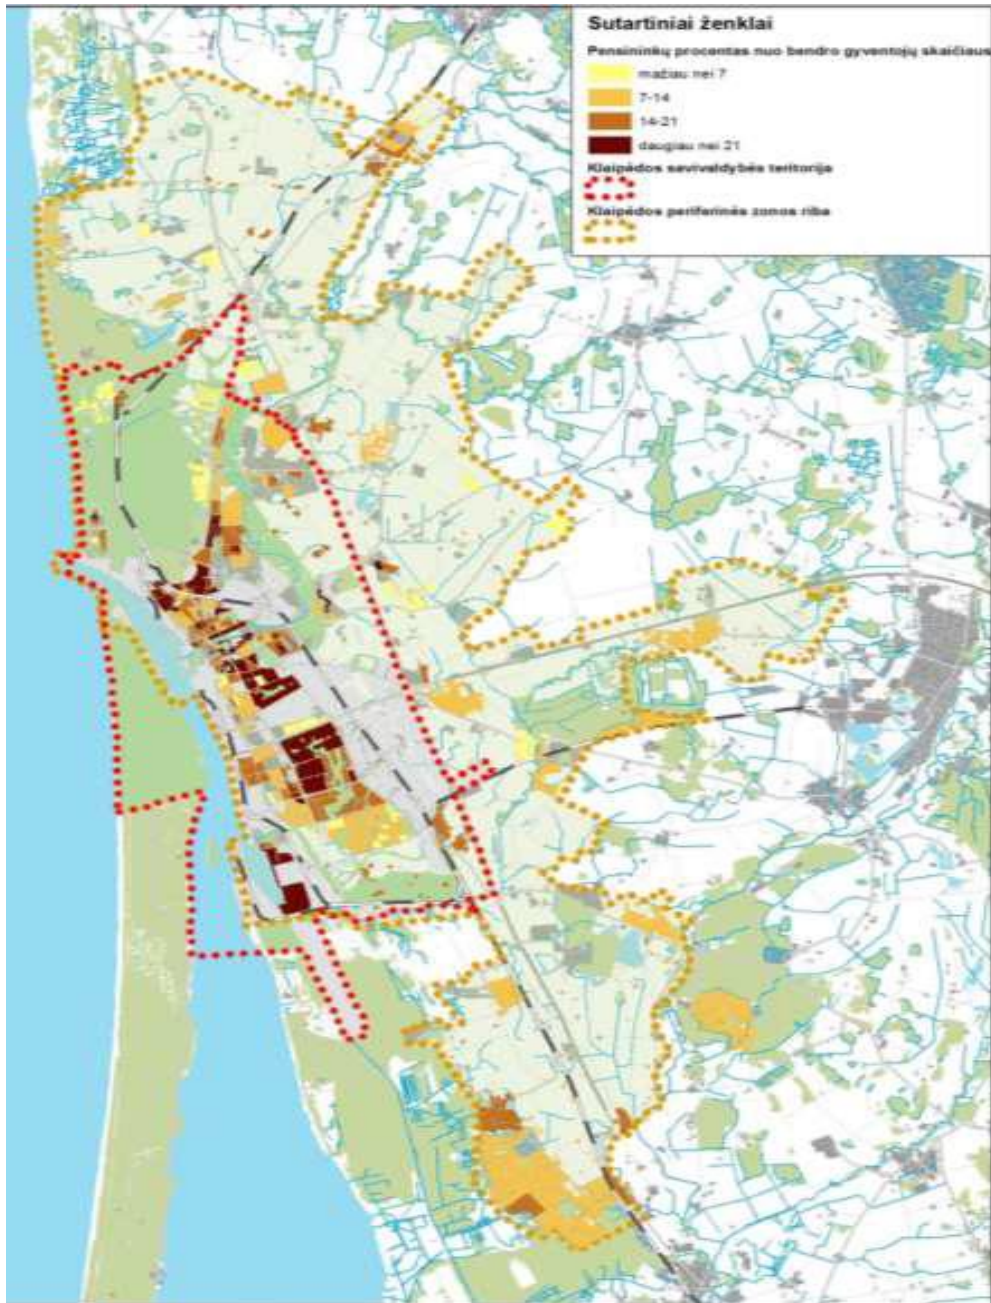 Sutartiniai ženklai
Pensininkų procentas nuo bendro gyventojų skaičiaus
mažiau nei 7
7-14
14-21
daugiau nei 21
Klaipėdos savivaldybės teritorija
Klaipėdos periferinės zonos riba